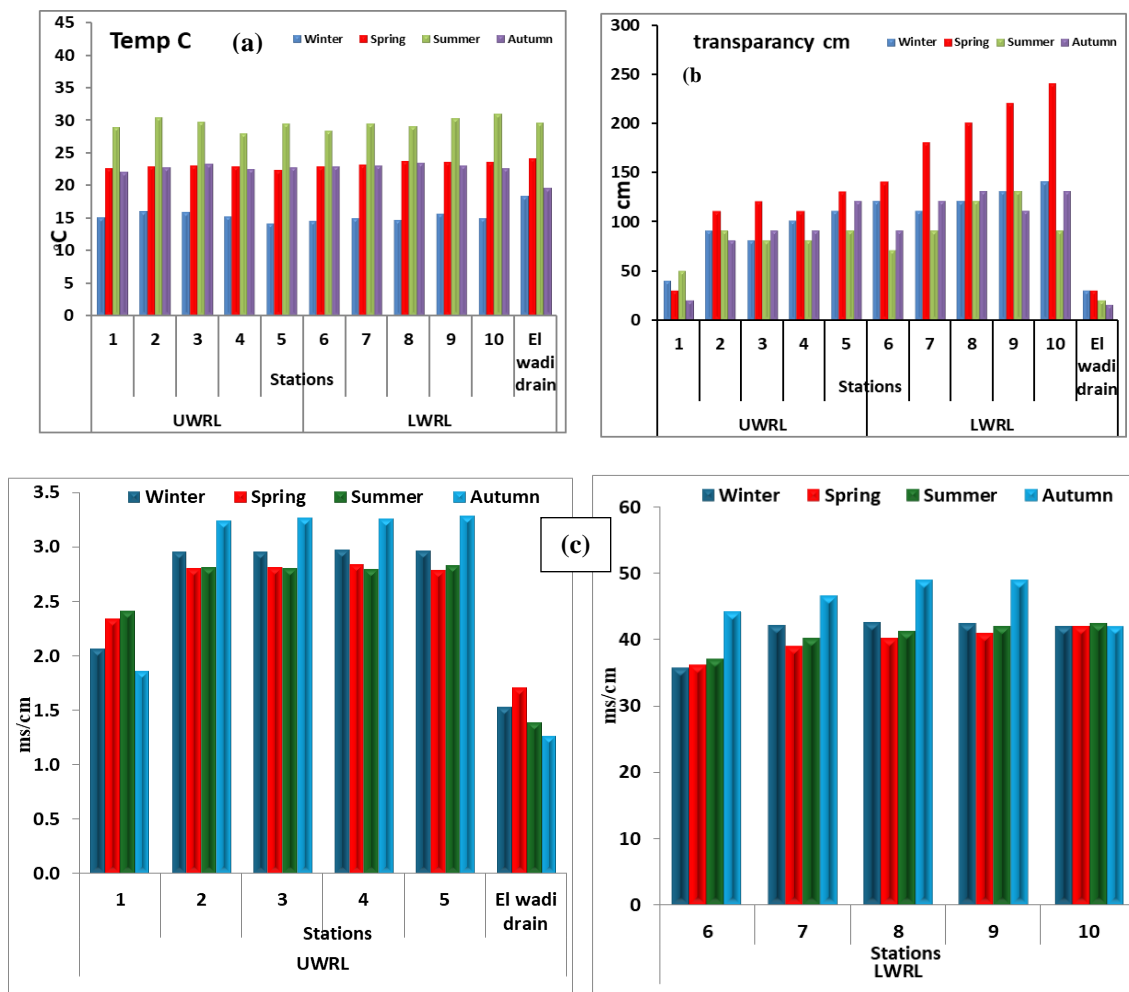 Temp C (a)
Winter Spring Summer Autumn
45
40
35
30
25
20
15
10
5
0
°C
1 2 3 4 5 6 7 8 9 10 El wadi drain
Stations
UWRL LWRL
transparancy cm
(b
Winter Spring Summer Autumn
300
250
200
150
100
50
0
cm
1 2 3 4 5 6 7 8 9 10 El wadi drain
Stations
UWRL LWRL
Winter Spring Summer Autumn
3.5
3.0
2.5
2.0
1.5
1.0
0.5
0.0
ms/cm
1 2 3 4 5 El wadi drain
Stations
UWRL
(c)
Winter Spring Summer Autumn
60
50
40
30
20
10
0
ms/cm
6 7 8 9 10
Stations
LWRL